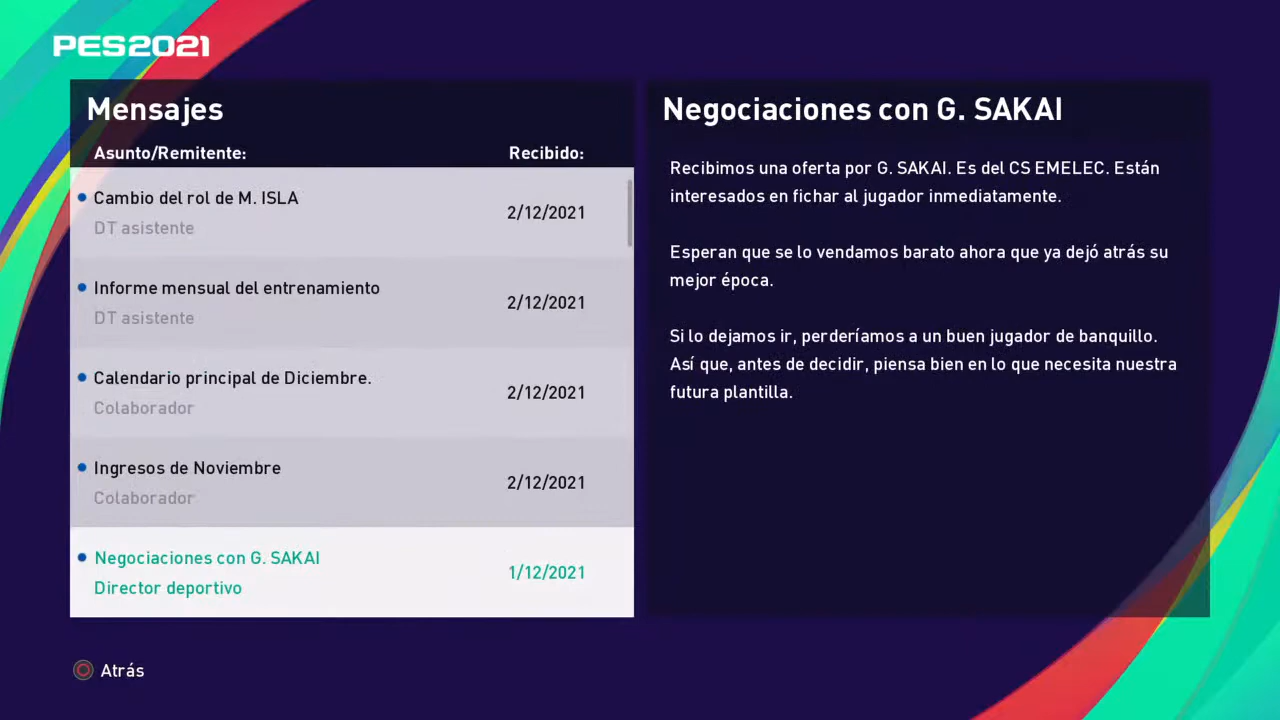 PES2021
Mensajes
Asunto/Remitente:
Recibido:
Cambio del rol de M. ISLA
DT asistente
2/12/2021
Informe mensual del entrenamiento
DT asistente
2/12/2021
Calendario principal de Diciembre.
Colaborador
2/12/2021
Ingresos de Noviembre
Colaborador
2/12/2021
Negociaciones con G. SAKAI
Director deportivo
1/12/2021
Negociaciones con G. SAKAI
Recibimos una oferta por G. SAKAI. Es del CS EMELEC. Están
interesados en fichar al jugador inmediatamente.
Esperan que se lo vendamos barato ahora que ya dejó atrás su
mejor época.
Si lo dejamos ir, perderíamos a un buen jugador de banquillo.
Así que, antes de decidir, piensa bien en lo que necesita nuestra
futura plantilla.
Atrás